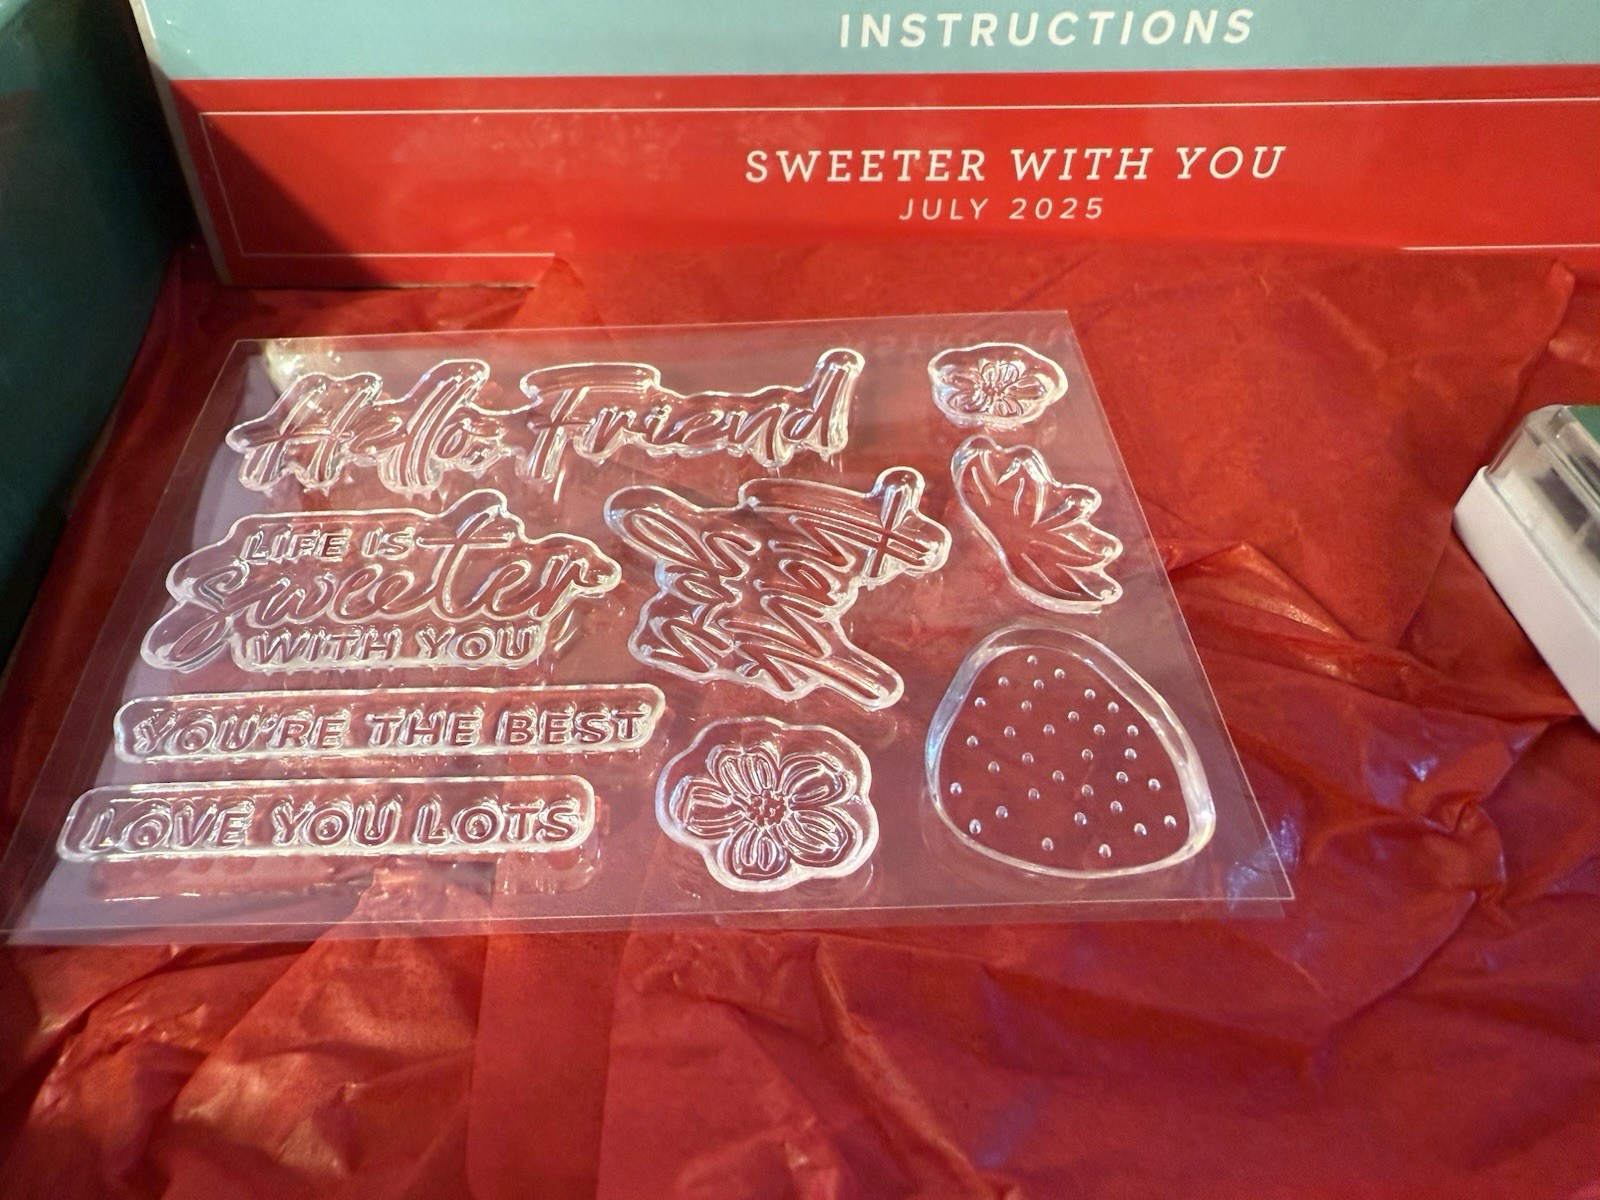 INSTRUCTIONS
SWEETER WITH YOU
JULY 2025
Hello, Friend
LIFE IS
Sweeter
WITH YOU
YOU'RE THE BEST
LOVE YOU LOTS